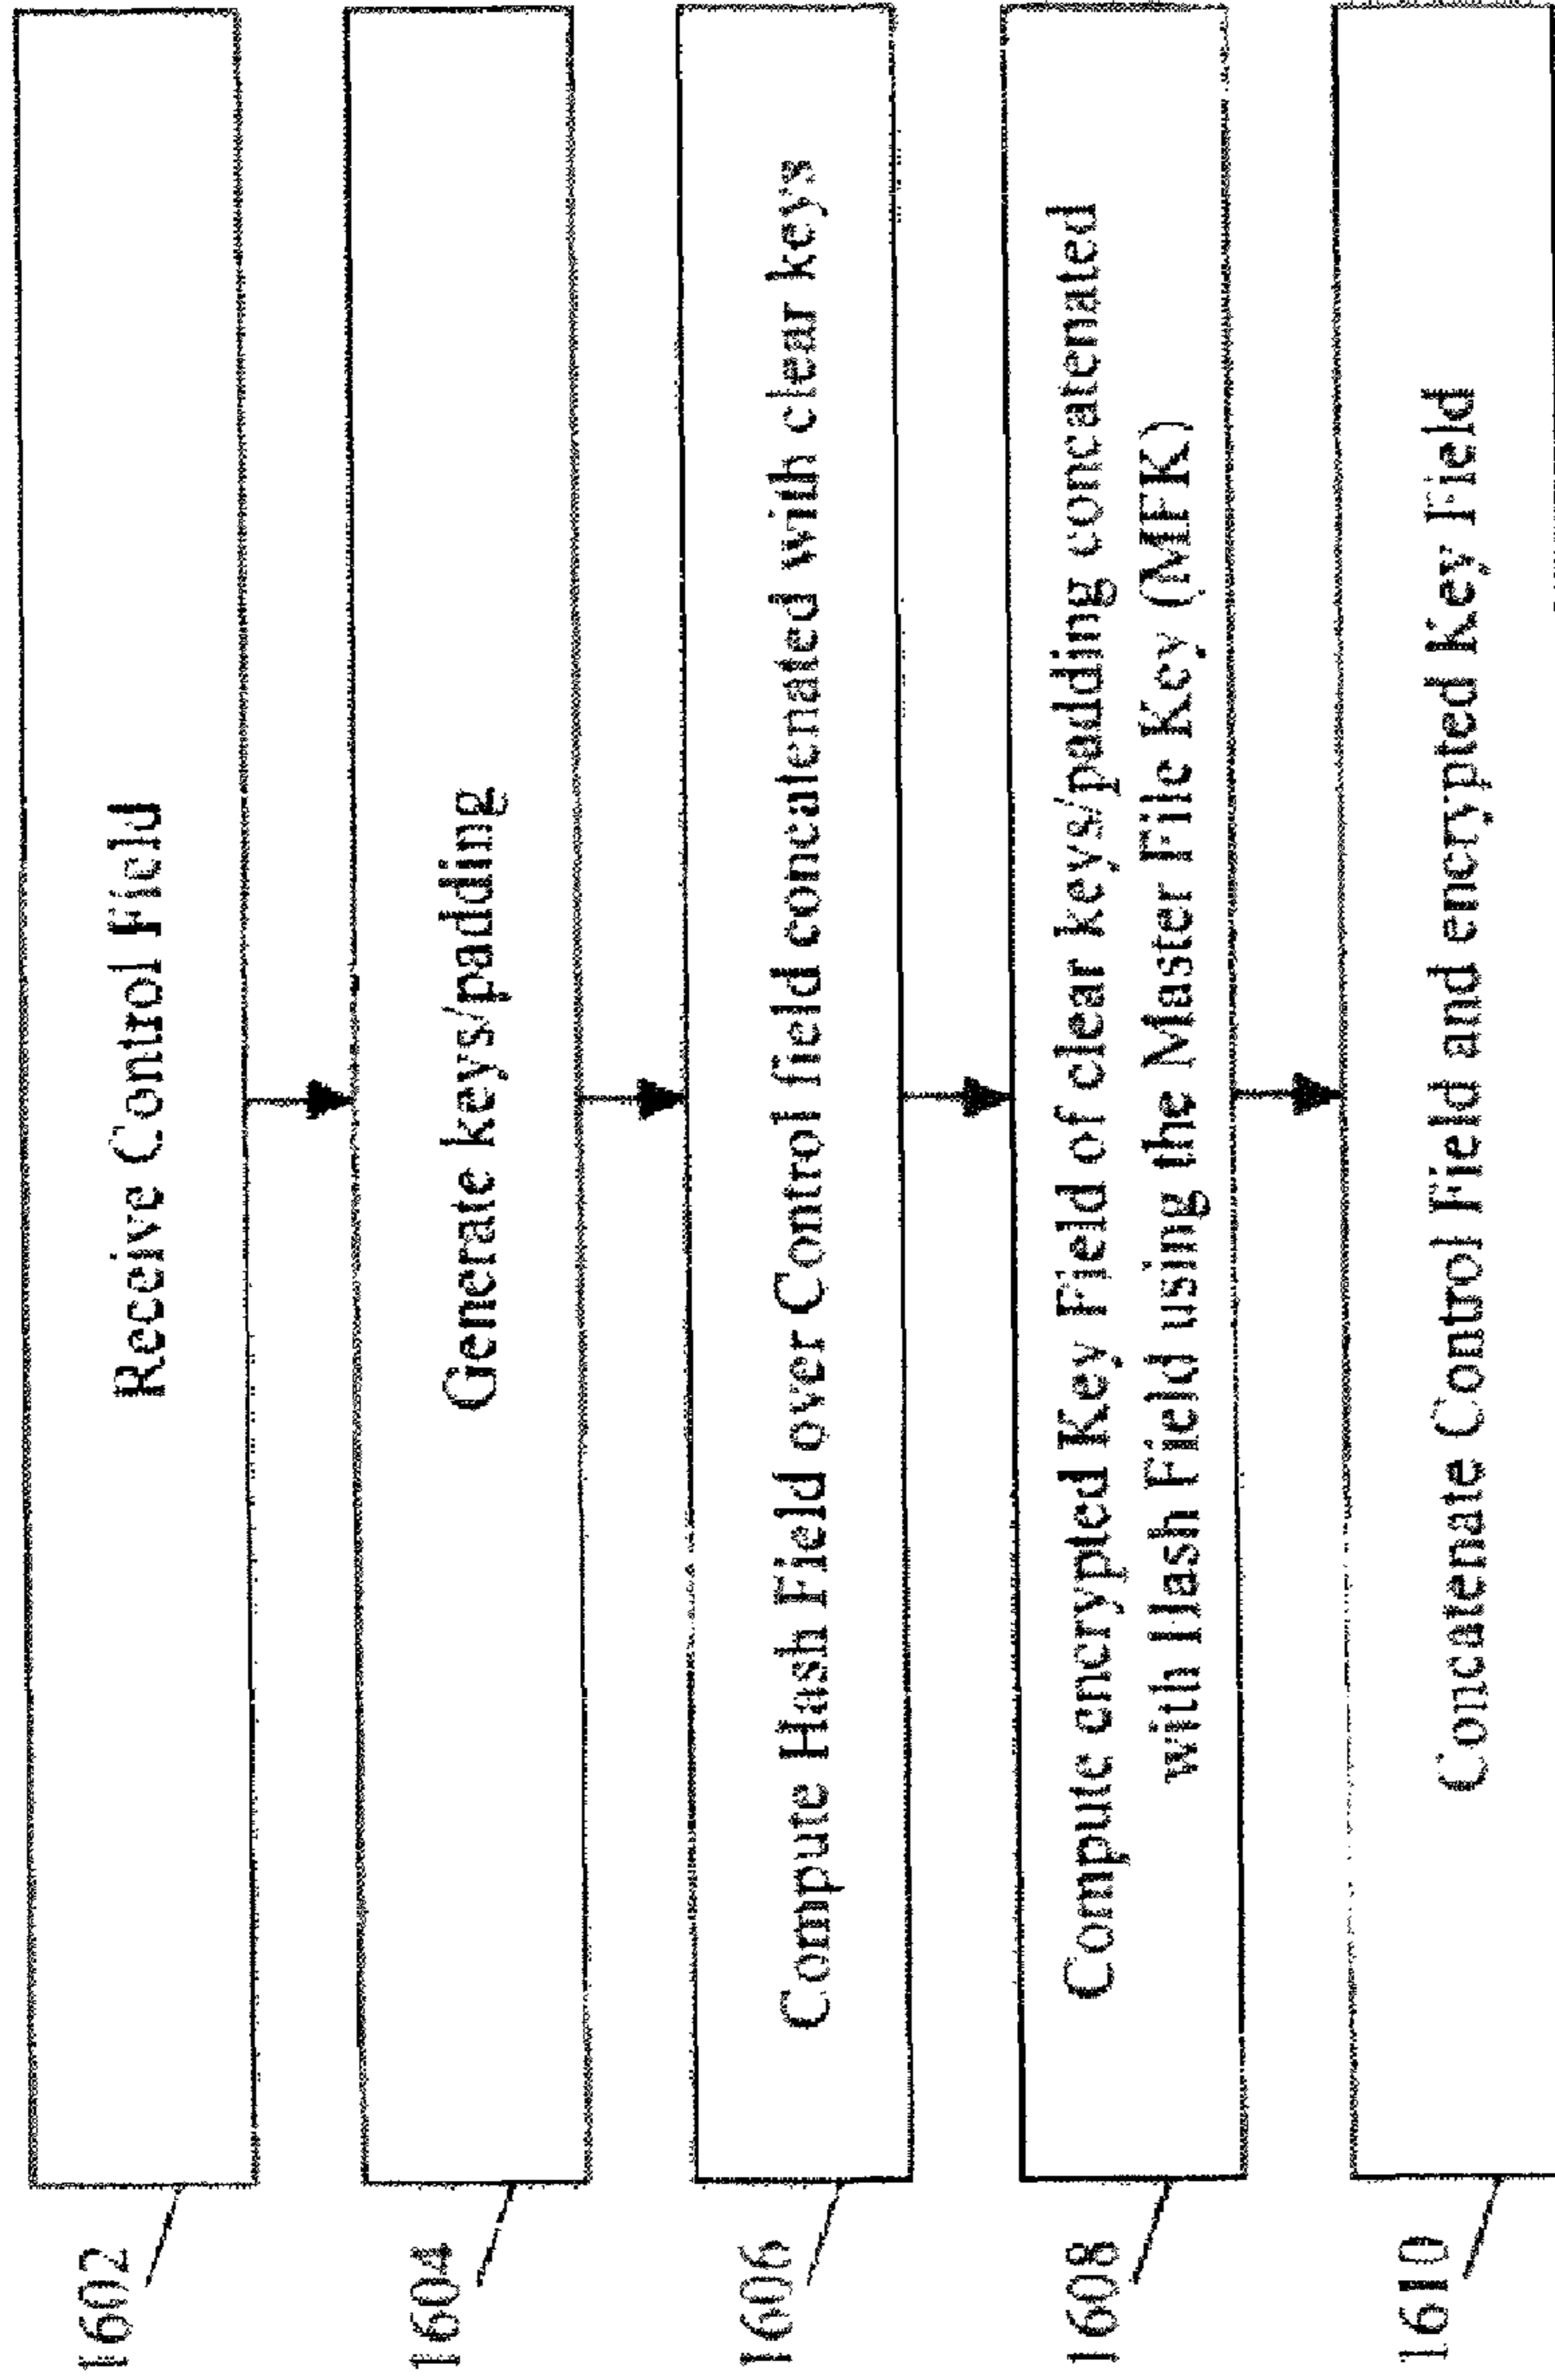 1602
Receive Control Field
1604
Generate keys/padding
1606
Compute Hash Field over Control field concatenated with clear keys
1608
Compute encrypted Key Field of clear keys/padding concatenated
with Hash Field using the Master File Key (MFK)
1610
Concatenate Control Field and encrypted Key Field